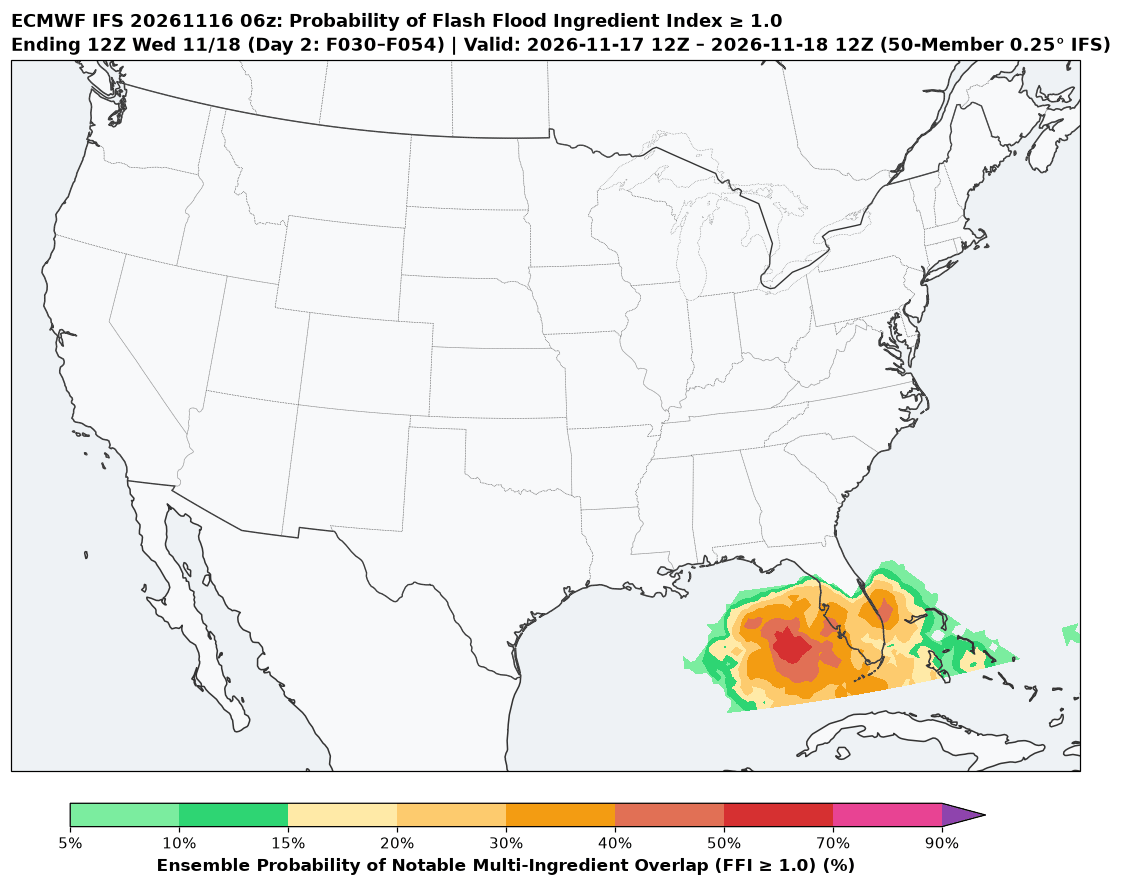 ECMWF IFS 20261116 06z: Probability of Flash Flood Ingredient Index ≥ 1.0
Ending 12Z Wed 11/18 (Day 2: F030–F054) | Valid: 2026-11-17 12Z – 2026-11-18 12Z (50-Member 0.25° IFS)
5% 10% 15% 20% 30% 40% 50% 70% 90%
Ensemble Probability of Notable Multi-Ingredient Overlap (FFI ≥ 1.0) (%)